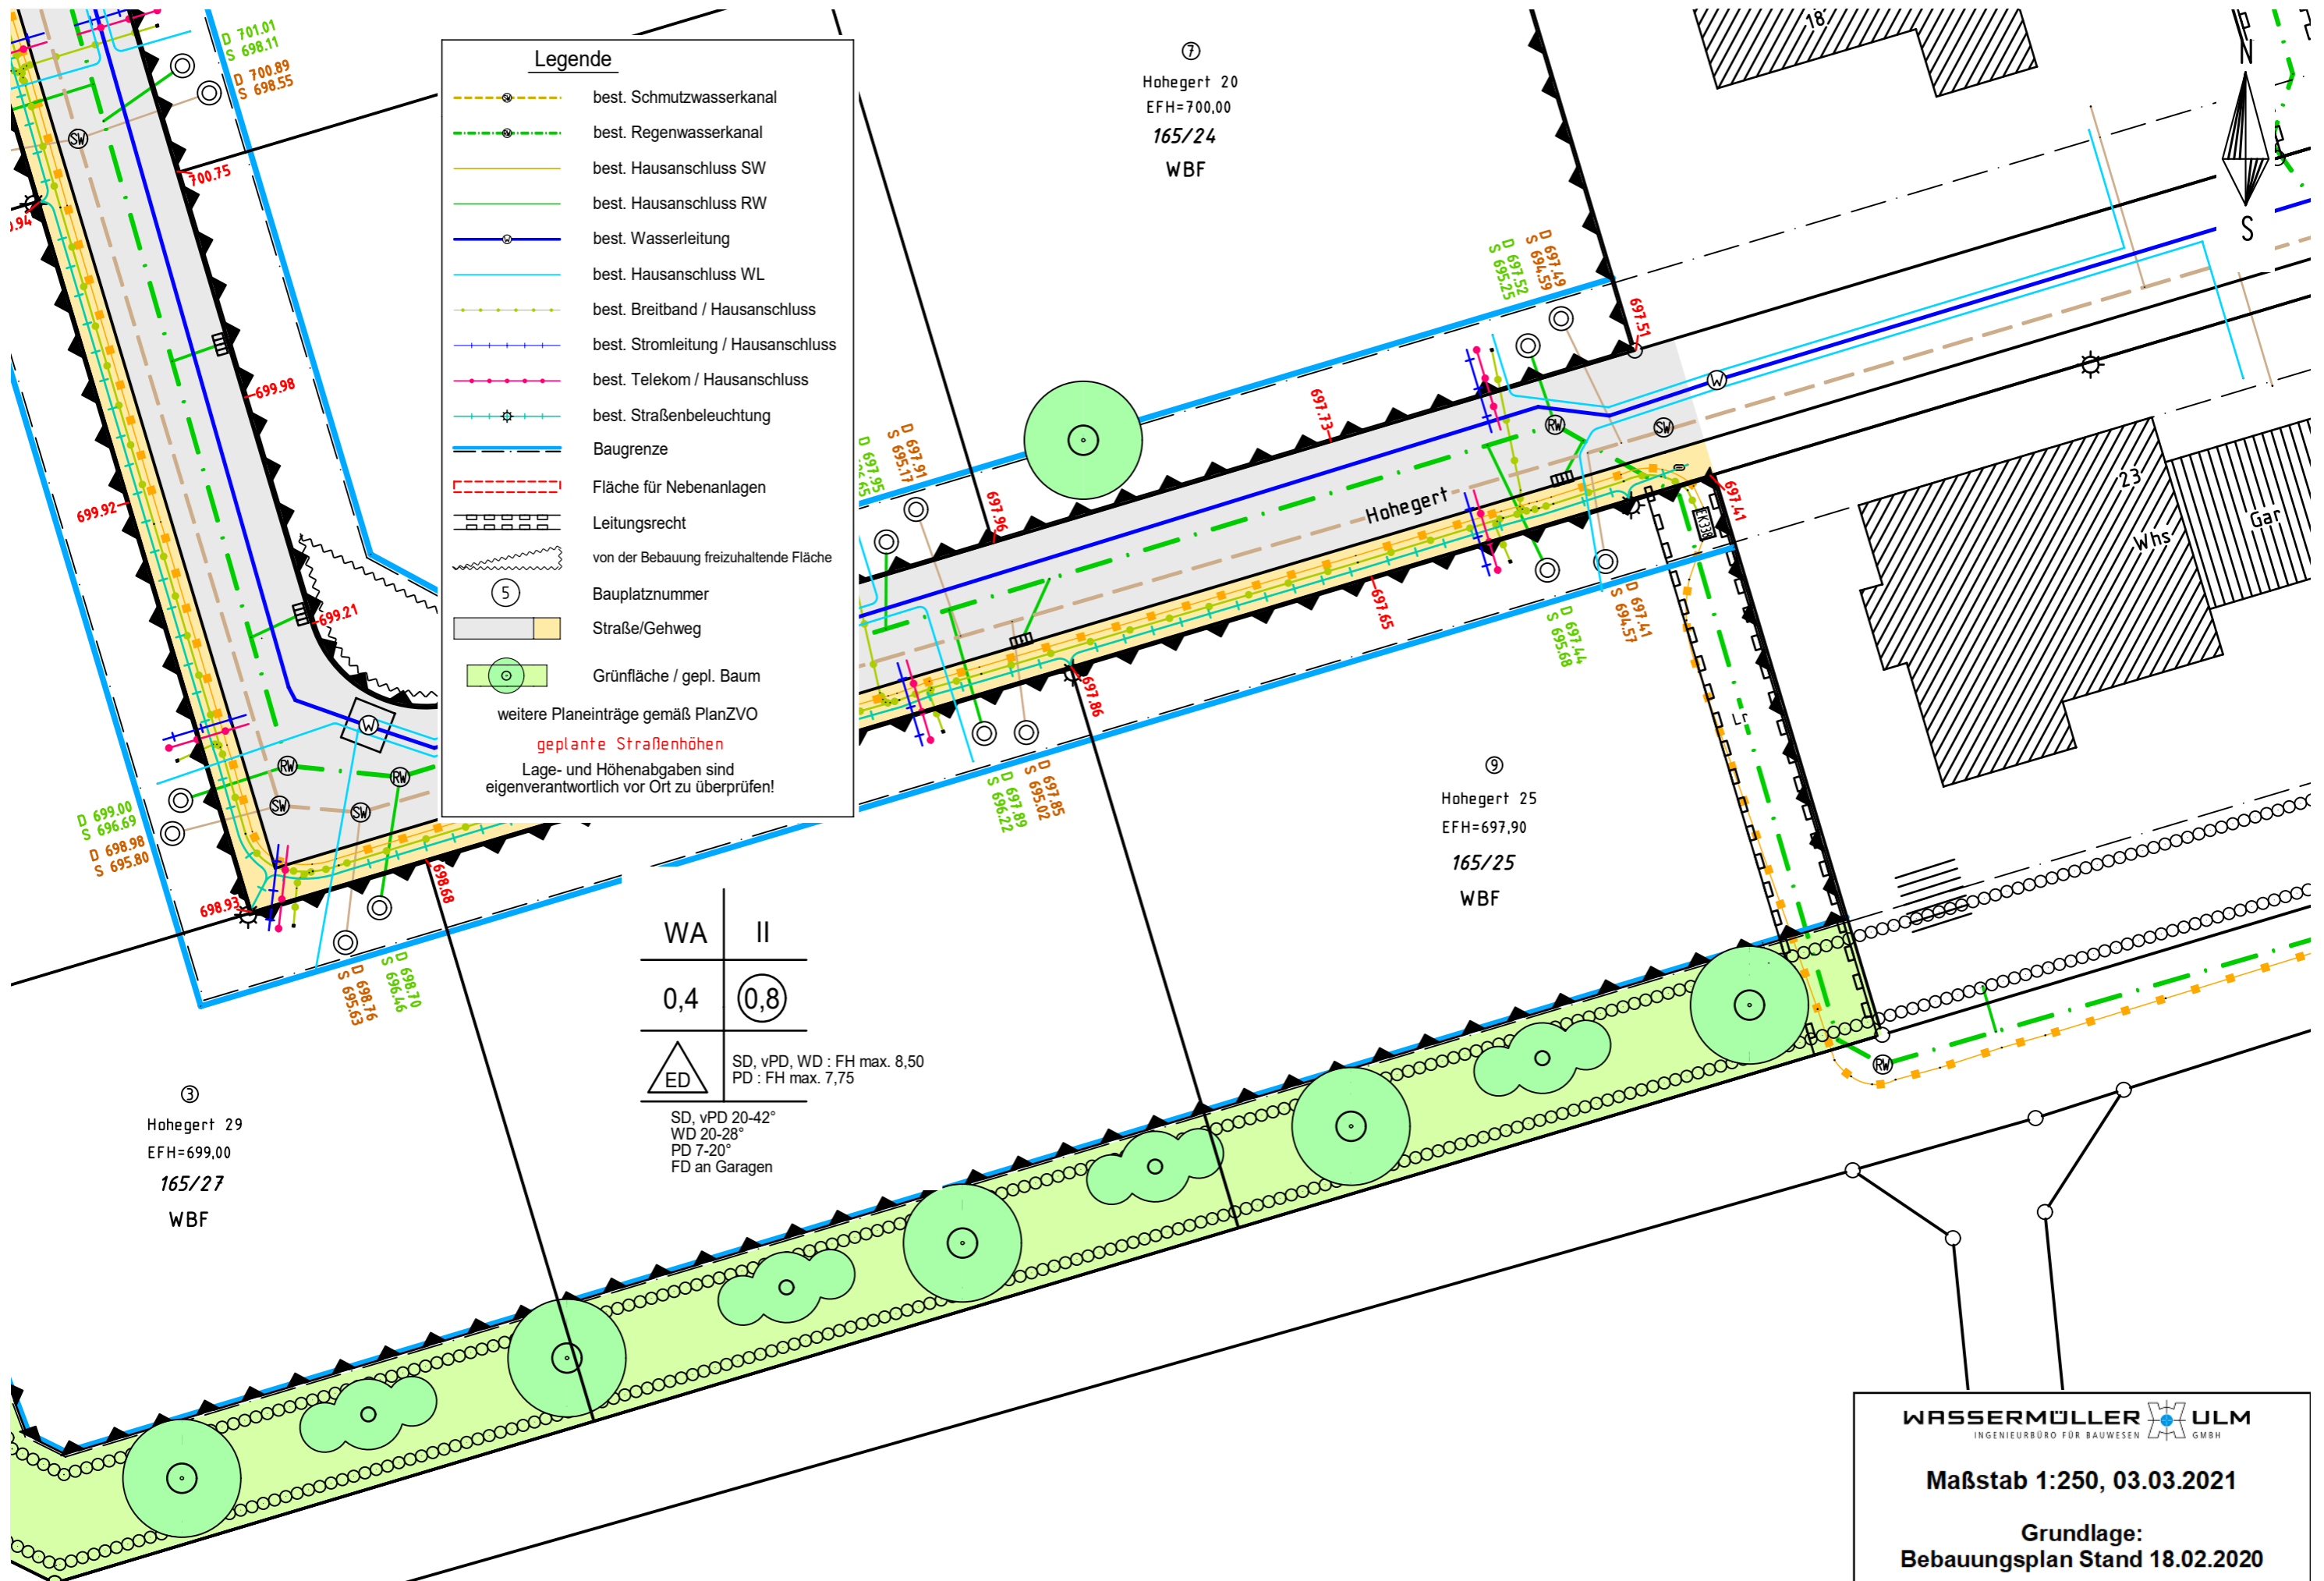 D 701.01
S 698.11
D 700.89
S 698.55
700.75
699.98
699.92
699.21
SW
W
RW
RW
SW
SW
D 699.00
S 696.69
D 698.98
S 695.80
698.93
698.68
D 698.76
S 695.63
D 698.70
S 696.46
Legende
best. Schmutzwasserkanal
best. Regenwasserkanal
best. Hausanschluss SW
best. Hausanschluss RW
W
best. Wasserleitung
best. Hausanschluss WL
best. Breitband / Hausanschluss
best. Stromleitung / Hausanschluss
best. Telekom / Hausanschluss
best. Straßenbeleuchtung
Baugrenze
Fläche für Nebenanlagen
Leitungsrecht
von der Bebauung freizuhaltende Fläche
5
Bauplatznummer
Straße/Gehweg
Grünfläche / gepl. Baum
weitere Planeinträge gemäß PlanZVO
geplante Straßenhöhen
Lage- und Höhenabgaben sind
eigenverantwortlich vor Ort zu überprüfen!
7
Hohegert 20
EFH=700,00
165/24
WBF
18
N
S
D 697.52
S 695.25
D 697.49
S 694.59
697.51
697.73
697.96
D 697.95
D 697.91
S 695.17
W
RW
SW
Hohegert
697.41
EK338
697.65
697.86
D 697.44
S 695.68
D 697.41
S 694.57
D 697.89
S 696.22
D 697.85
S 695.02
23
Whs
Gar
Lr
9
Hohegert 25
EFH=697,90
165/25
WBF
WA II
0,4 0,8
ED
SD, vPD, WD : FH max. 8,50
PD : FH max. 7,75
SD, vPD 20-42°
WD 20-28°
PD 7-20°
FD an Garagen
3
Hohegert 29
EFH=699,00
165/27
WBF
RW
WASSERMÜLLER ULM
INGENIEURBÜRO FÜR BAUWESEN GMBH
Maßstab 1:250, 03.03.2021
Grundlage:
Bebauungsplan Stand 18.02.2020